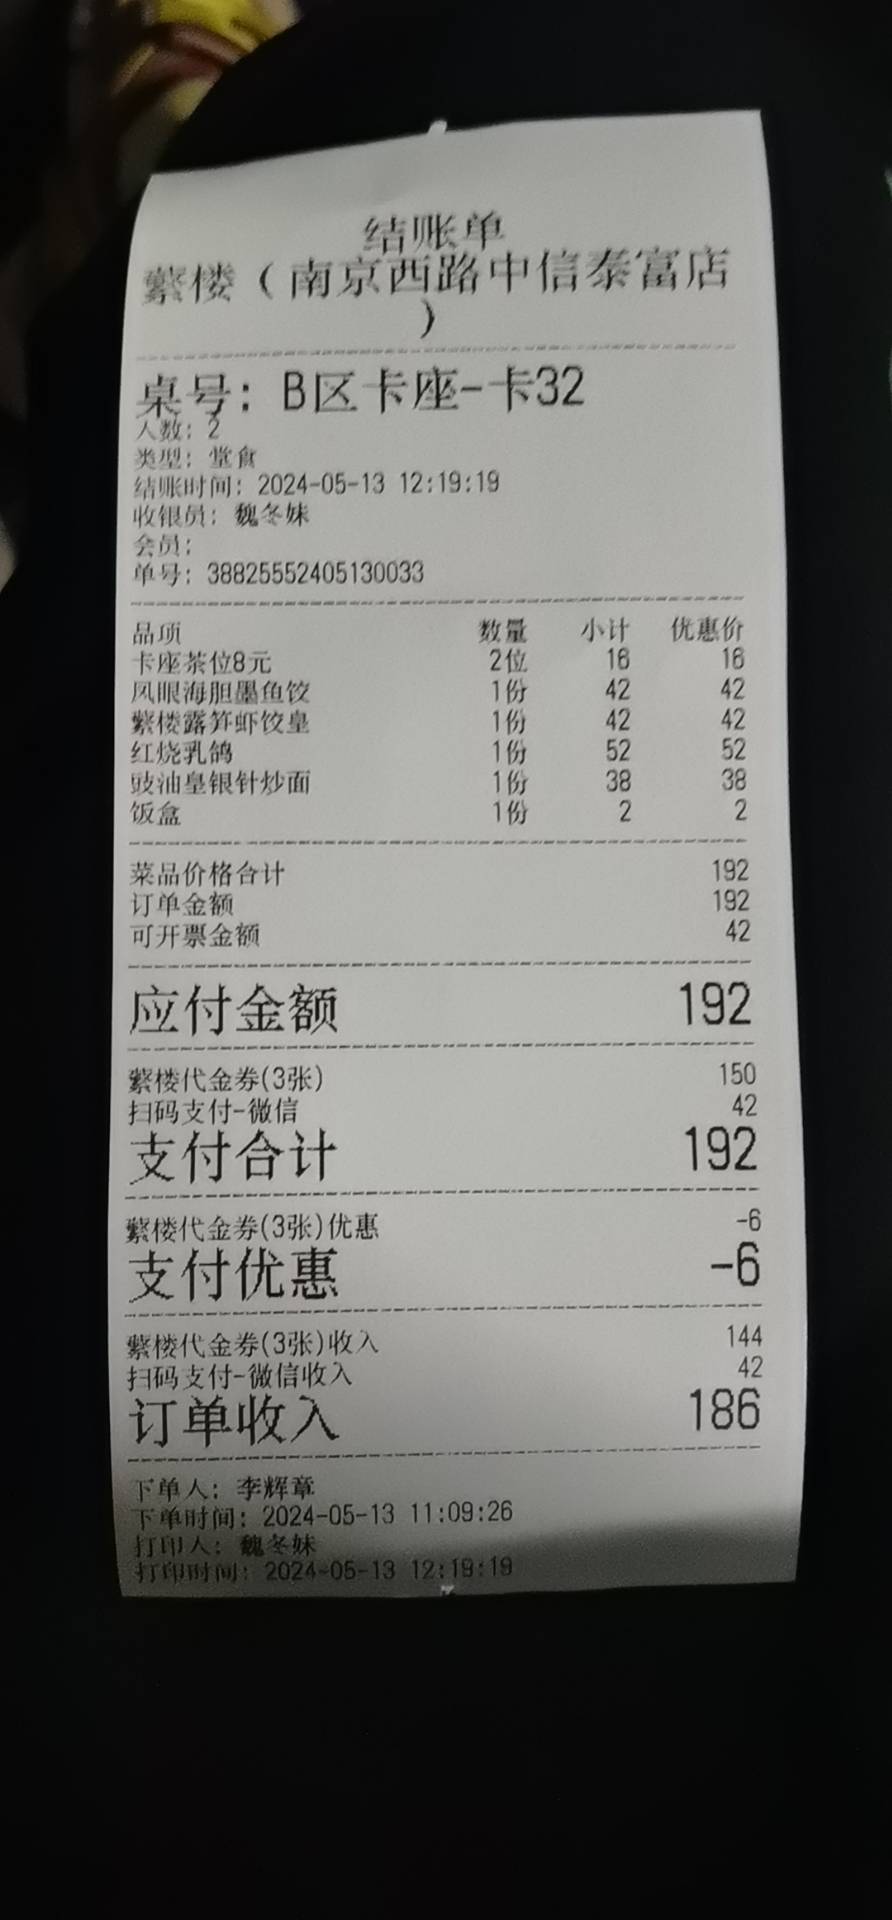 结账单
蘩楼（南京西路中信泰富店
）
桌号: B区卡座-卡32
人数: 2
类型: 堂食
结账时间: 2024-05-13 12:19:19
收银员: 魏冬妹
会员:
单号: 38825552405130033
品项 数量 小计 优惠价
卡座茶位8元 2位 16 16
凤眼海胆墨鱼饺 1份 42 42
蘩楼露笋虾饺皇 1份 42 42
红烧乳鸽 1份 52 52
豉油皇银针炒面 1份 38 38
饭盒 1份 2 2
菜品价格合计 192
订单金额 192
可开票金额 42
应付金额 192
蘩楼代金券(3张) 150
扫码支付-微信 42
支付合计 192
蘩楼代金券(3张)优惠 -6
支付优惠 -6
蘩楼代金券(3张)收入 144
扫码支付-微信收入 42
订单收入 186
下单人: 李辉章
下单时间: 2024-05-13 11:09:26
打印人: 魏冬妹
打印时间: 2024-05-13 12:19:19